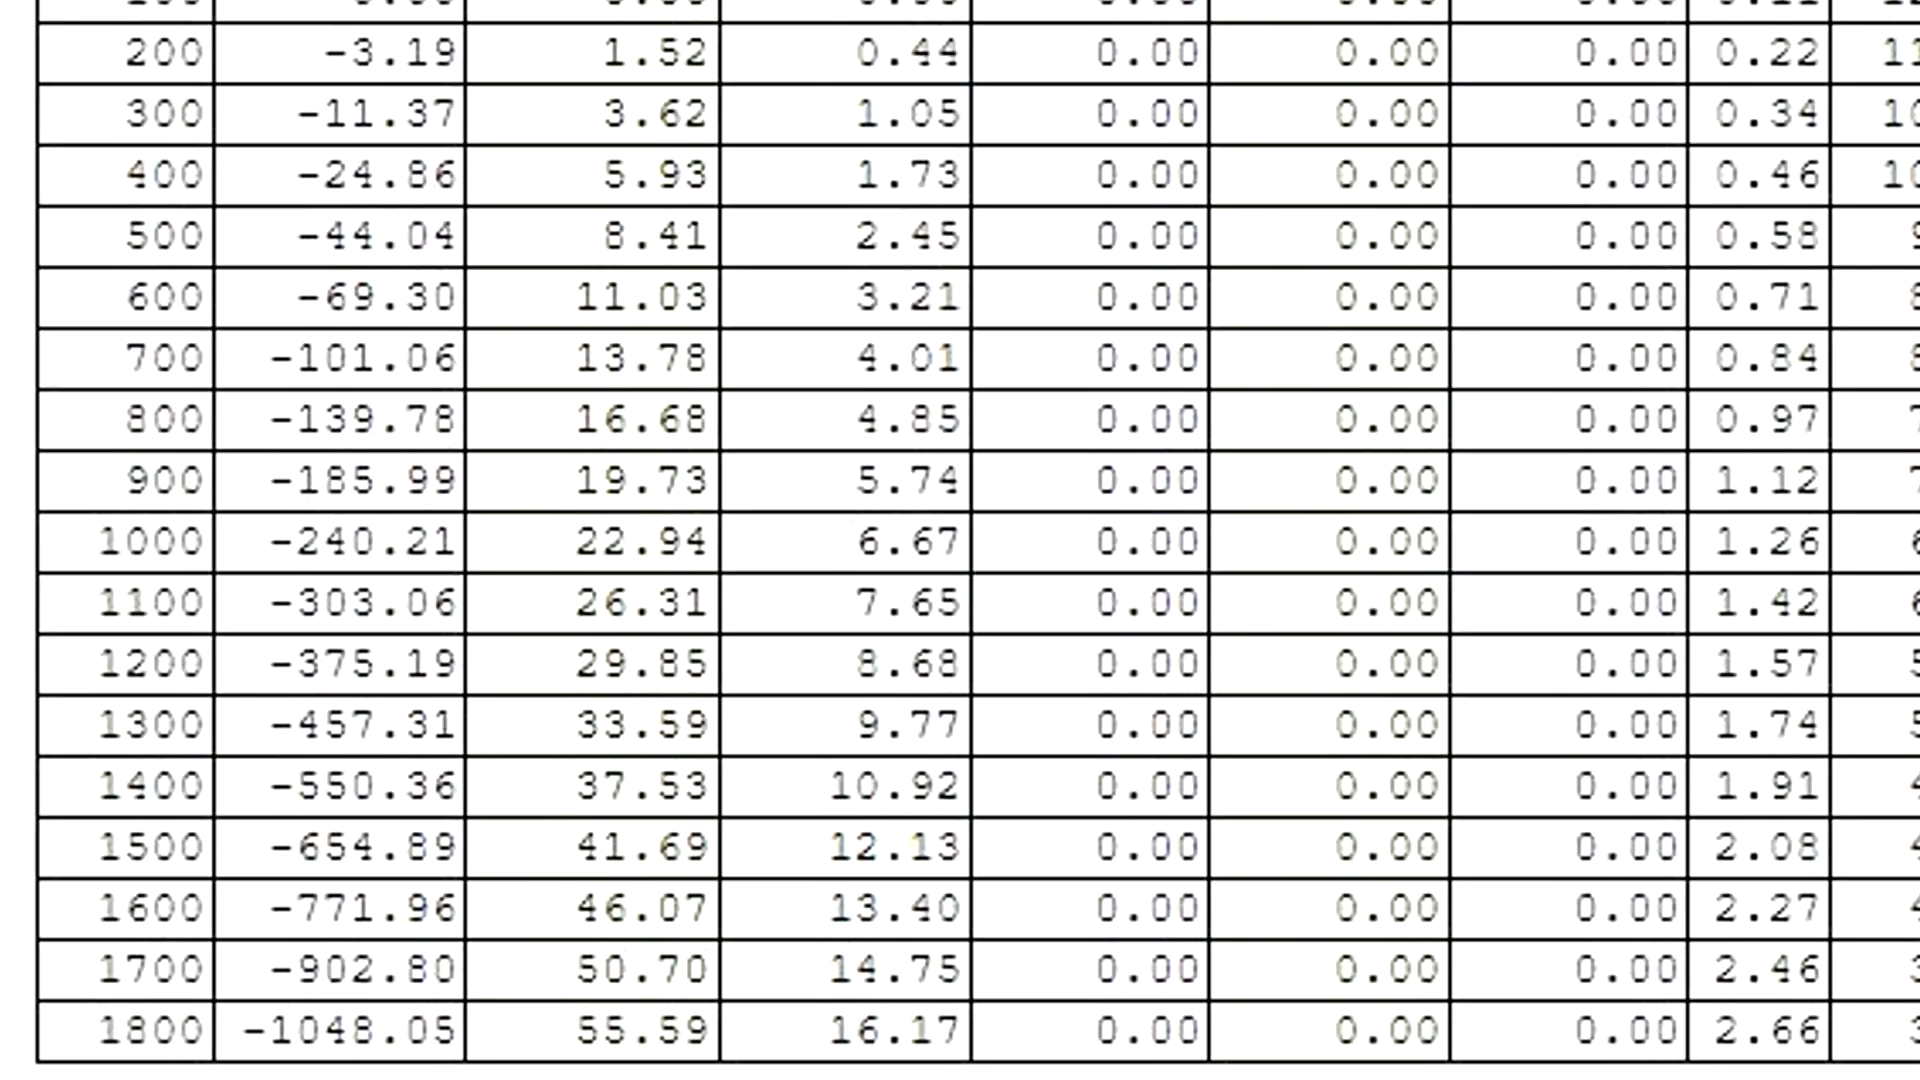 200 -3.19 1.52 0.44 0.00 0.00 0.00 0.22
300 -11.37 3.62 1.05 0.00 0.00 0.00 0.34
400 -24.86 5.93 1.73 0.00 0.00 0.00 0.46
500 -44.04 8.41 2.45 0.00 0.00 0.00 0.58
600 -69.30 11.03 3.21 0.00 0.00 0.00 0.71
700 -101.06 13.78 4.01 0.00 0.00 0.00 0.84
800 -139.78 16.68 4.85 0.00 0.00 0.00 0.97
900 -185.99 19.73 5.74 0.00 0.00 0.00 1.12
1000 -240.21 22.94 6.67 0.00 0.00 0.00 1.26
1100 -303.06 26.31 7.65 0.00 0.00 0.00 1.42
1200 -375.19 29.85 8.68 0.00 0.00 0.00 1.57
1300 -457.31 33.59 9.77 0.00 0.00 0.00 1.74
1400 -550.36 37.53 10.92 0.00 0.00 0.00 1.91
1500 -654.89 41.69 12.13 0.00 0.00 0.00 2.08
1600 -771.96 46.07 13.40 0.00 0.00 0.00 2.27
1700 -902.80 50.70 14.75 0.00 0.00 0.00 2.46
1800 -1048.05 55.59 16.17 0.00 0.00 0.00 2.66